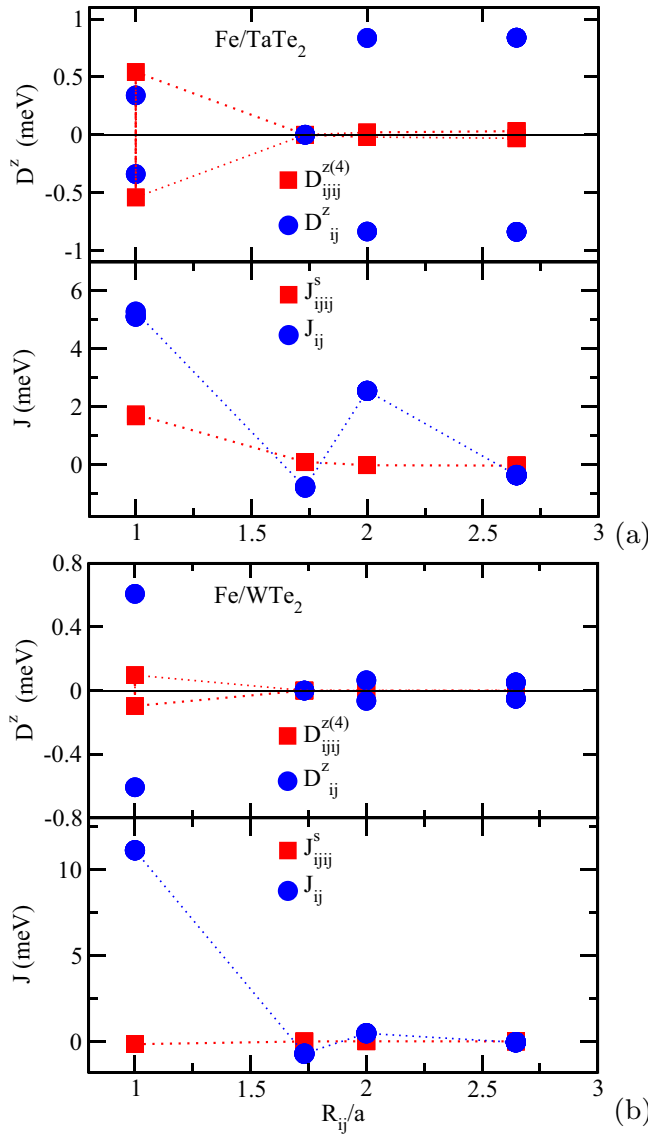 1
Fe/TaTe₂
0.5
0
-0.5
-1
D^z (meV)
D^{z(4)}_{ijij}
D^z_{ij}
6
4
2
0
J (meV)
J^s_{ijij}
J_{ij}
1 1.5 2 2.5 3
(a)
0.8
Fe/WTe₂
0.4
0
-0.4
-0.8
D^z (meV)
D^{z(4)}_{ijij}
D^z_{ij}
10
5
0
J (meV)
J^s_{ijij}
J_{ij}
1 1.5 2 2.5 3
R_{ij}/a
(b)